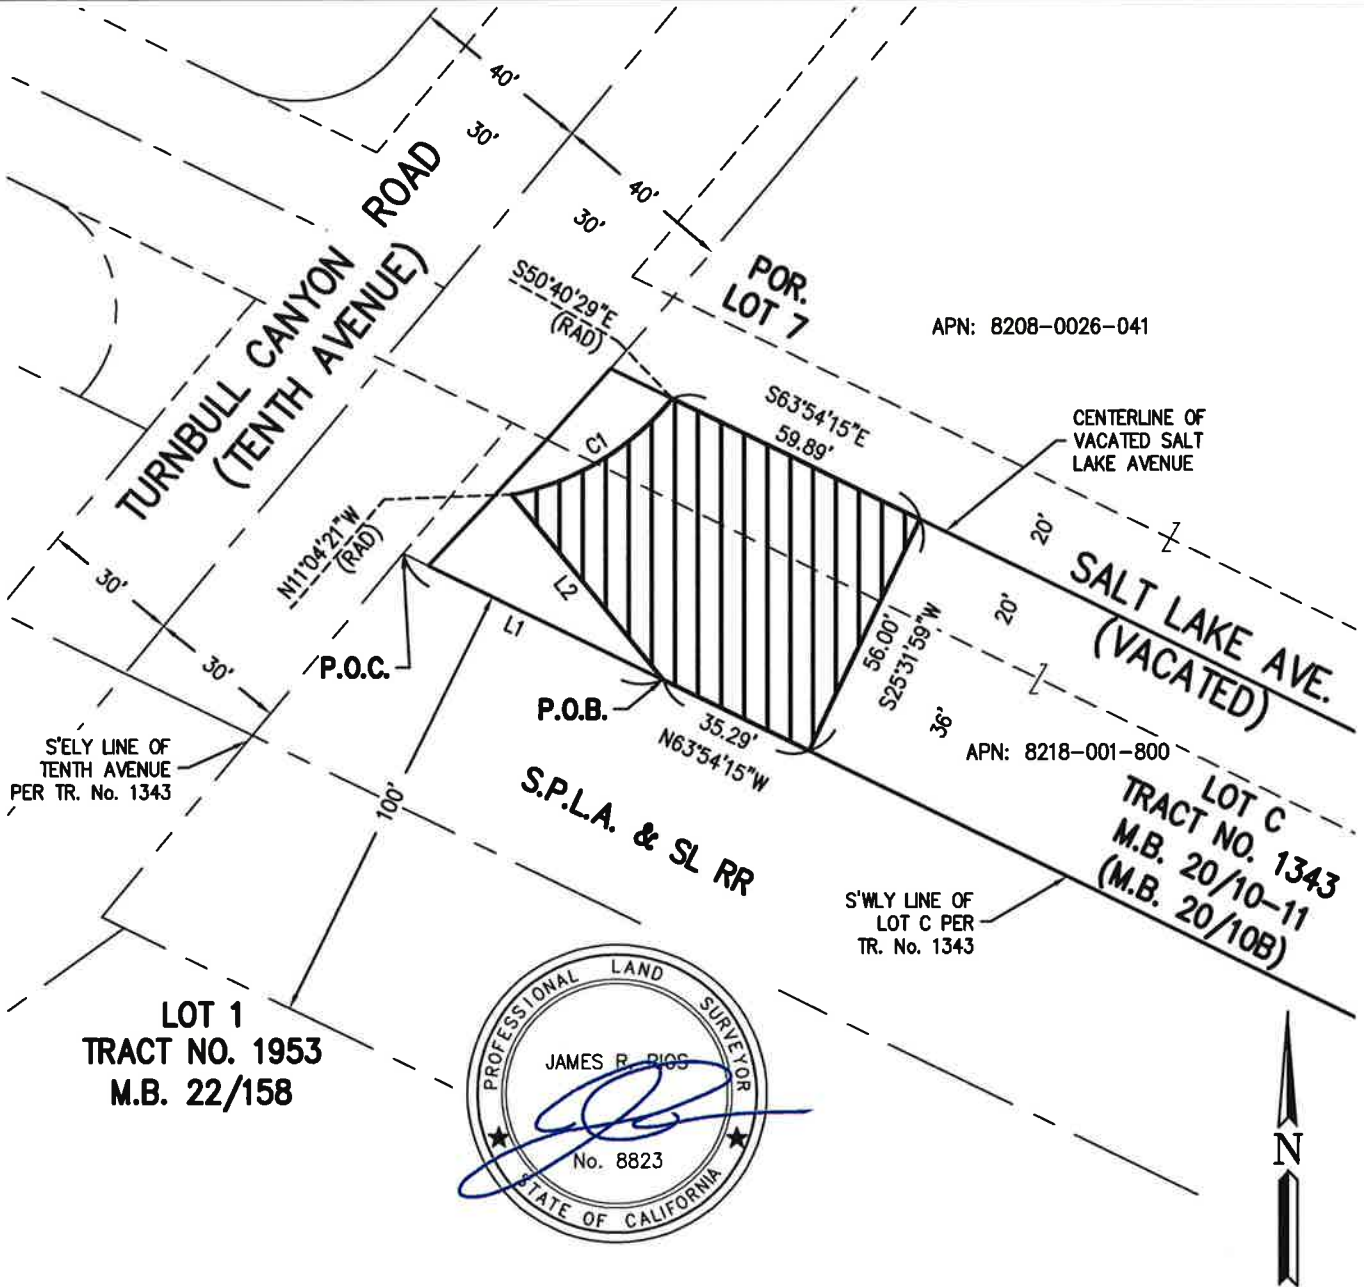 40'
30'
40'
30'
TURNBULL CANYON ROAD
(TENTH AVENUE)
S50°40'29"E
(RAD)
POR.
LOT 7
APN: 8208-0026-041
S63°54'15"E
59.89'
CENTERLINE OF
VACATED SALT
LAKE AVENUE
C1
N11°04'21"W
(RAD)
20'
20'
SALT LAKE AVE.
(VACATED)
30'
30'
L2
L1
P.O.C.
P.O.B.
56.00'
S25°31'59"W
36'
35.29'
N63°54'15"W
APN: 8218-001-800
S'ELY LINE OF
TENTH AVENUE
PER TR. No. 1343
100'
S.P.L.A. & SL RR
LOT C
TRACT NO. 1343
M.B. 20/10-11
(M.B. 20/10B)
S'WLY LINE OF
LOT C PER
TR. No. 1343
LOT 1
TRACT NO. 1953
M.B. 22/158
PROFESSIONAL LAND SURVEYOR
JAMES R. RIOS
No. 8823
STATE OF CALIFORNIA
N